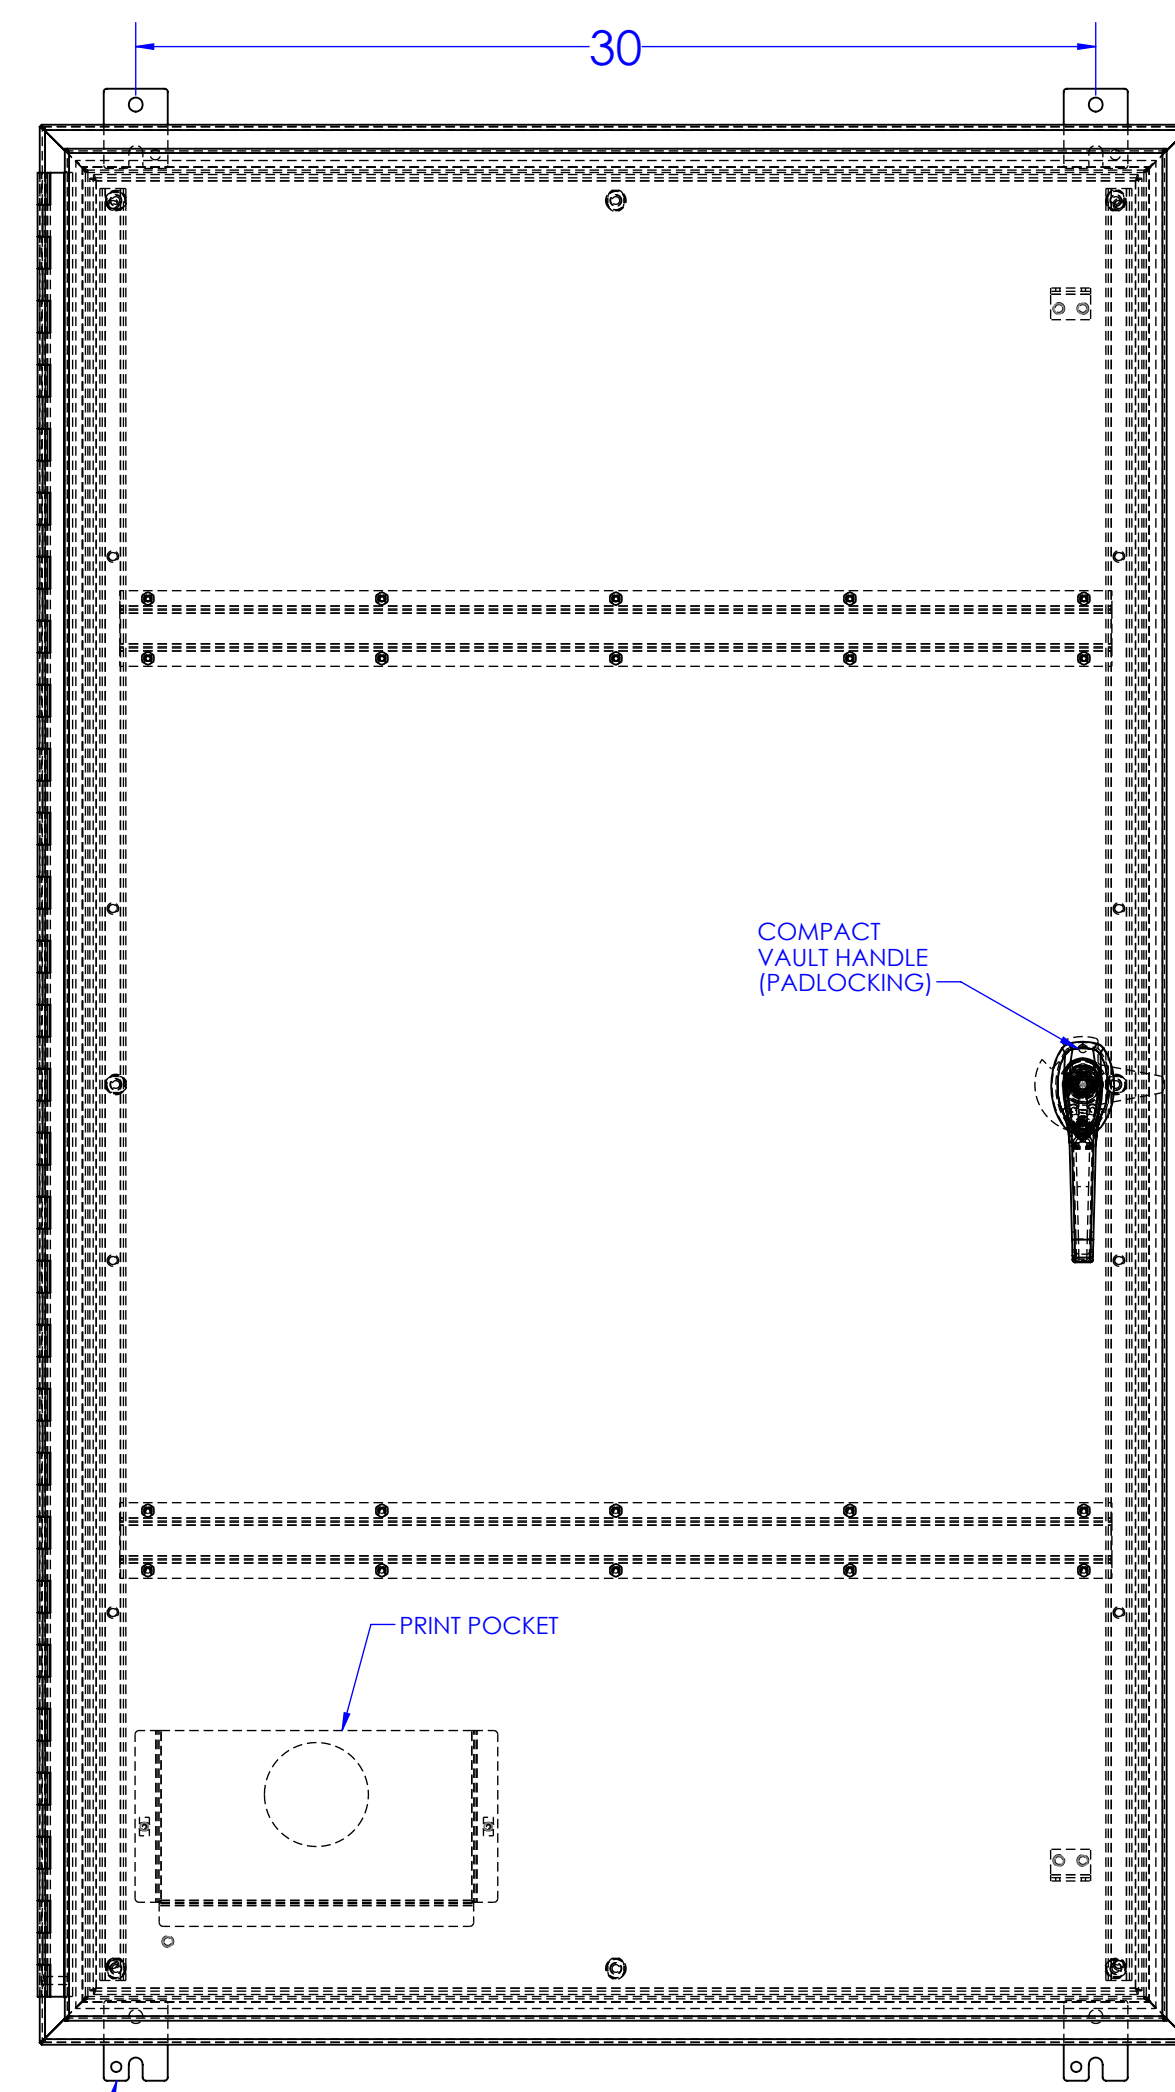 30
COMPACT
VAULT HANDLE
(PADLOCKING)
PRINT POCKET